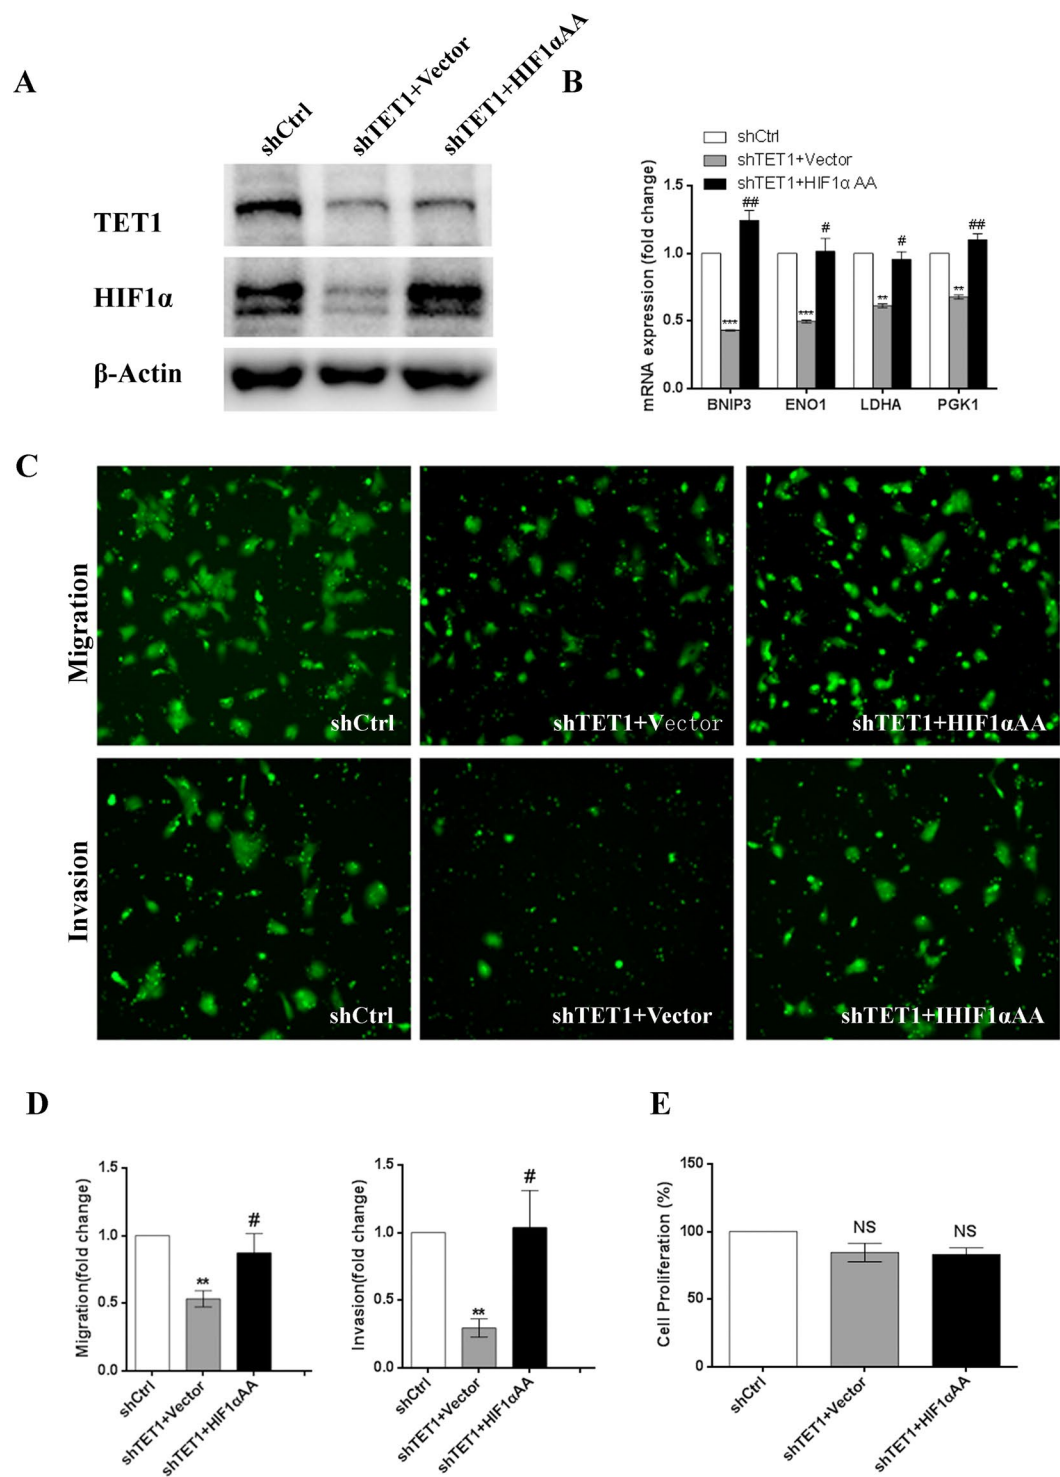 A
shCtrl
shTET1+Vector
shTET1+HIF1αAA
TET1
HIF1α
β-Actin
B
shCtrl
shTET1+Vector
shTET1+HIF1α AA
mRNA expression (fold change)
1.5
1.0
0.5
0.0
***
##
***
#
**
#
**
##
BNIP3
ENO1
LDHA
PGK1
C
Migration
shCtrl
shTET1+Vector
shTET1+HIF1αAA
Invasion
shCtrl
shTET1+Vector
shTET1+IHIF1αAA
D
Migration(fold change)
1.5
1.0
0.5
0.0
**
#
shCtrl
shTET1+Vector
shTET1+HIF1αAA
Invasion(fold change)
1.5
1.0
0.5
0.0
**
#
shCtrl
shTET1+Vector
shTET1+HIF1αAA
E
Cell Proliferation (%)
150
100
50
0
NS
NS
shCtrl
shTET1+Vector
shTET1+HIF1αAA